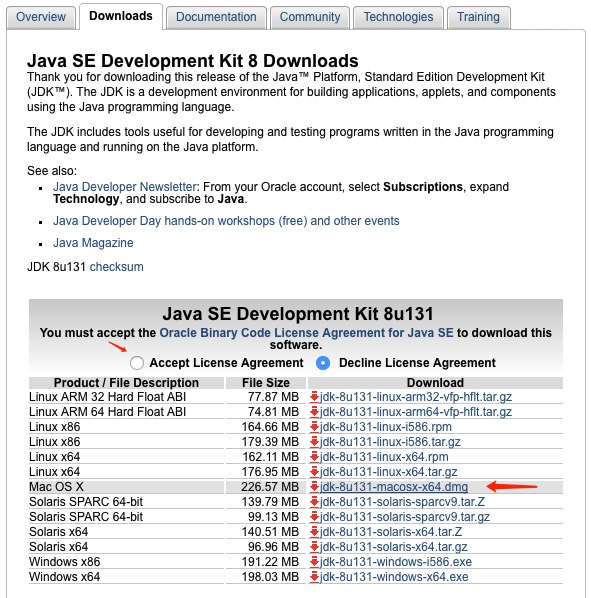 Overview Downloads Documentation Community Technologies Training
Java SE Development Kit 8 Downloads
Thank you for downloading this release of the Java™ Platform, Standard Edition Development Kit
(JDK™). The JDK is a development environment for building applications, applets, and components
using the Java programming language.
The JDK includes tools useful for developing and testing programs written in the Java programming
language and running on the Java platform.
See also:
Java Developer Newsletter: From your Oracle account, select Subscriptions, expand
Technology, and subscribe to Java.
Java Developer Day hands-on workshops (free) and other events
Java Magazine
JDK 8u131 checksum
Java SE Development Kit 8u131
You must accept the Oracle Binary Code License Agreement for Java SE to download this
software.
Accept License Agreement Decline License Agreement
Product / File Description File Size Download
Linux ARM 32 Hard Float ABI 77.87 MB jdk-8u131-linux-arm32-vfp-hflt.tar.gz
Linux ARM 64 Hard Float ABI 74.81 MB jdk-8u131-linux-arm64-vfp-hflt.tar.gz
Linux x86 164.66 MB jdk-8u131-linux-i586.rpm
Linux x86 179.39 MB jdk-8u131-linux-i586.tar.gz
Linux x64 162.11 MB jdk-8u131-linux-x64.rpm
Linux x64 176.95 MB jdk-8u131-linux-x64.tar.gz
Mac OS X 226.57 MB jdk-8u131-macosx-x64.dmg
Solaris SPARC 64-bit 139.79 MB jdk-8u131-solaris-sparcv9.tar.Z
Solaris SPARC 64-bit 99.13 MB jdk-8u131-solaris-sparcv9.tar.gz
Solaris x64 140.51 MB jdk-8u131-solaris-x64.tar.Z
Solaris x64 96.96 MB jdk-8u131-solaris-x64.tar.gz
Windows x86 191.22 MB jdk-8u131-windows-i586.exe
Windows x64 198.03 MB jdk-8u131-windows-x64.exe